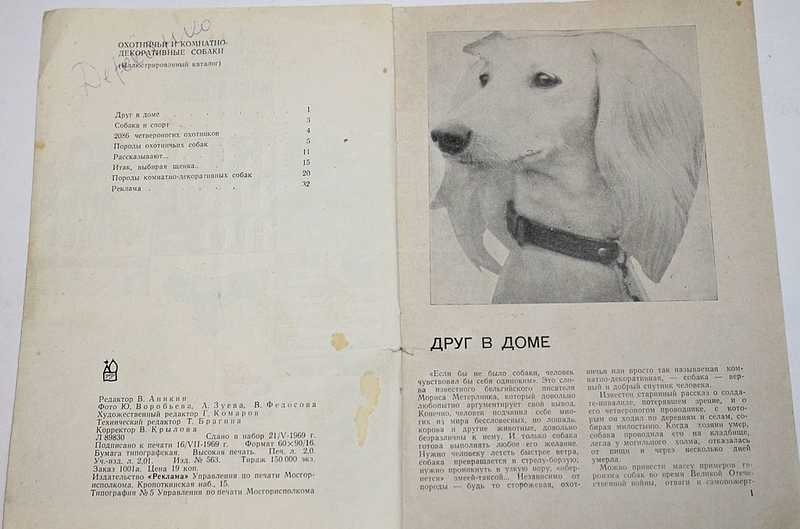 ОХОТНИЧЬИ И КОМНАТНО-
ДЕКОРАТИВНЫЕ СОБАКИ
(Иллюстрированный каталог)
Друг в доме 1
Собака и спорт 3
2086 четвероногих охотников 4
Породы охотничьих собак 5
Рассказывают... 11
Итак, выбирая щенка.. 15
Породы комнатно-декоративных собак 20
Реклама 32
Редактор В. Аникин
Фото Ю. Воробьева, А. Зуева, В. Федосова
Художественный редактор Г. Комаров
Технический редактор Т. Брагина
Корректор В. Крылова
Л 89830 Сдано в набор 21/V-1969 г.
Подписано к печати 16/VII-1969 г. Формат 60×90/16.
Бумага типографская. Высокая печать. Печ. л. 2.0.
Уч.-изд. л. 2.01. Изд. № 563. Тираж 150 000 экз.
Заказ 1001а. Цена 19 коп.
Издательство «Реклама» Управления по печати Мосгор-
исполкома. Кропоткинская наб., 15.
Типография № 5 Управления по печати Мосгорисполкома
ДРУГ В ДОМЕ
«Если бы не было собаки, человек
чувствовал бы себя одиноким». Это сло-
ва известного бельгийского писателя
Мориса Метерлинка, который довольно
любопытно аргументирует свой вывод.
Конечно, человек подчинил себе мно-
гих из мира бессловесных, но лошадь,
корова и другие животные, довольно
безразличны к нему. И только собака
готова выполнять любое его желание.
Нужно человеку лететь быстрее ветра,
собака превращается в стрелу-борзую,
нужно проникнуть в узкую нору, «обер-
нется» змеей-таксой... Независимо от
породы — будь то сторожевая, охот-
ничья или просто так называемая ком-
натно-декоративная, — собака — вер-
ный и добрый спутник человека.
Известен старинный рассказ о солда-
те-инвалиде, потерявшем зрение, и о
его четвероногом проводнике, с кото-
рым он ходил по деревням и селам, со-
бирая милостыню. Когда хозяин умер,
собака проводила его на кладбище,
легла у могильного холма, отказалась
от пищи и через несколько дней
умерла.
Можно привести массу примеров ге-
роизма собак во время Великой Отече-
ственной войны, отваги и самопожерт-
1